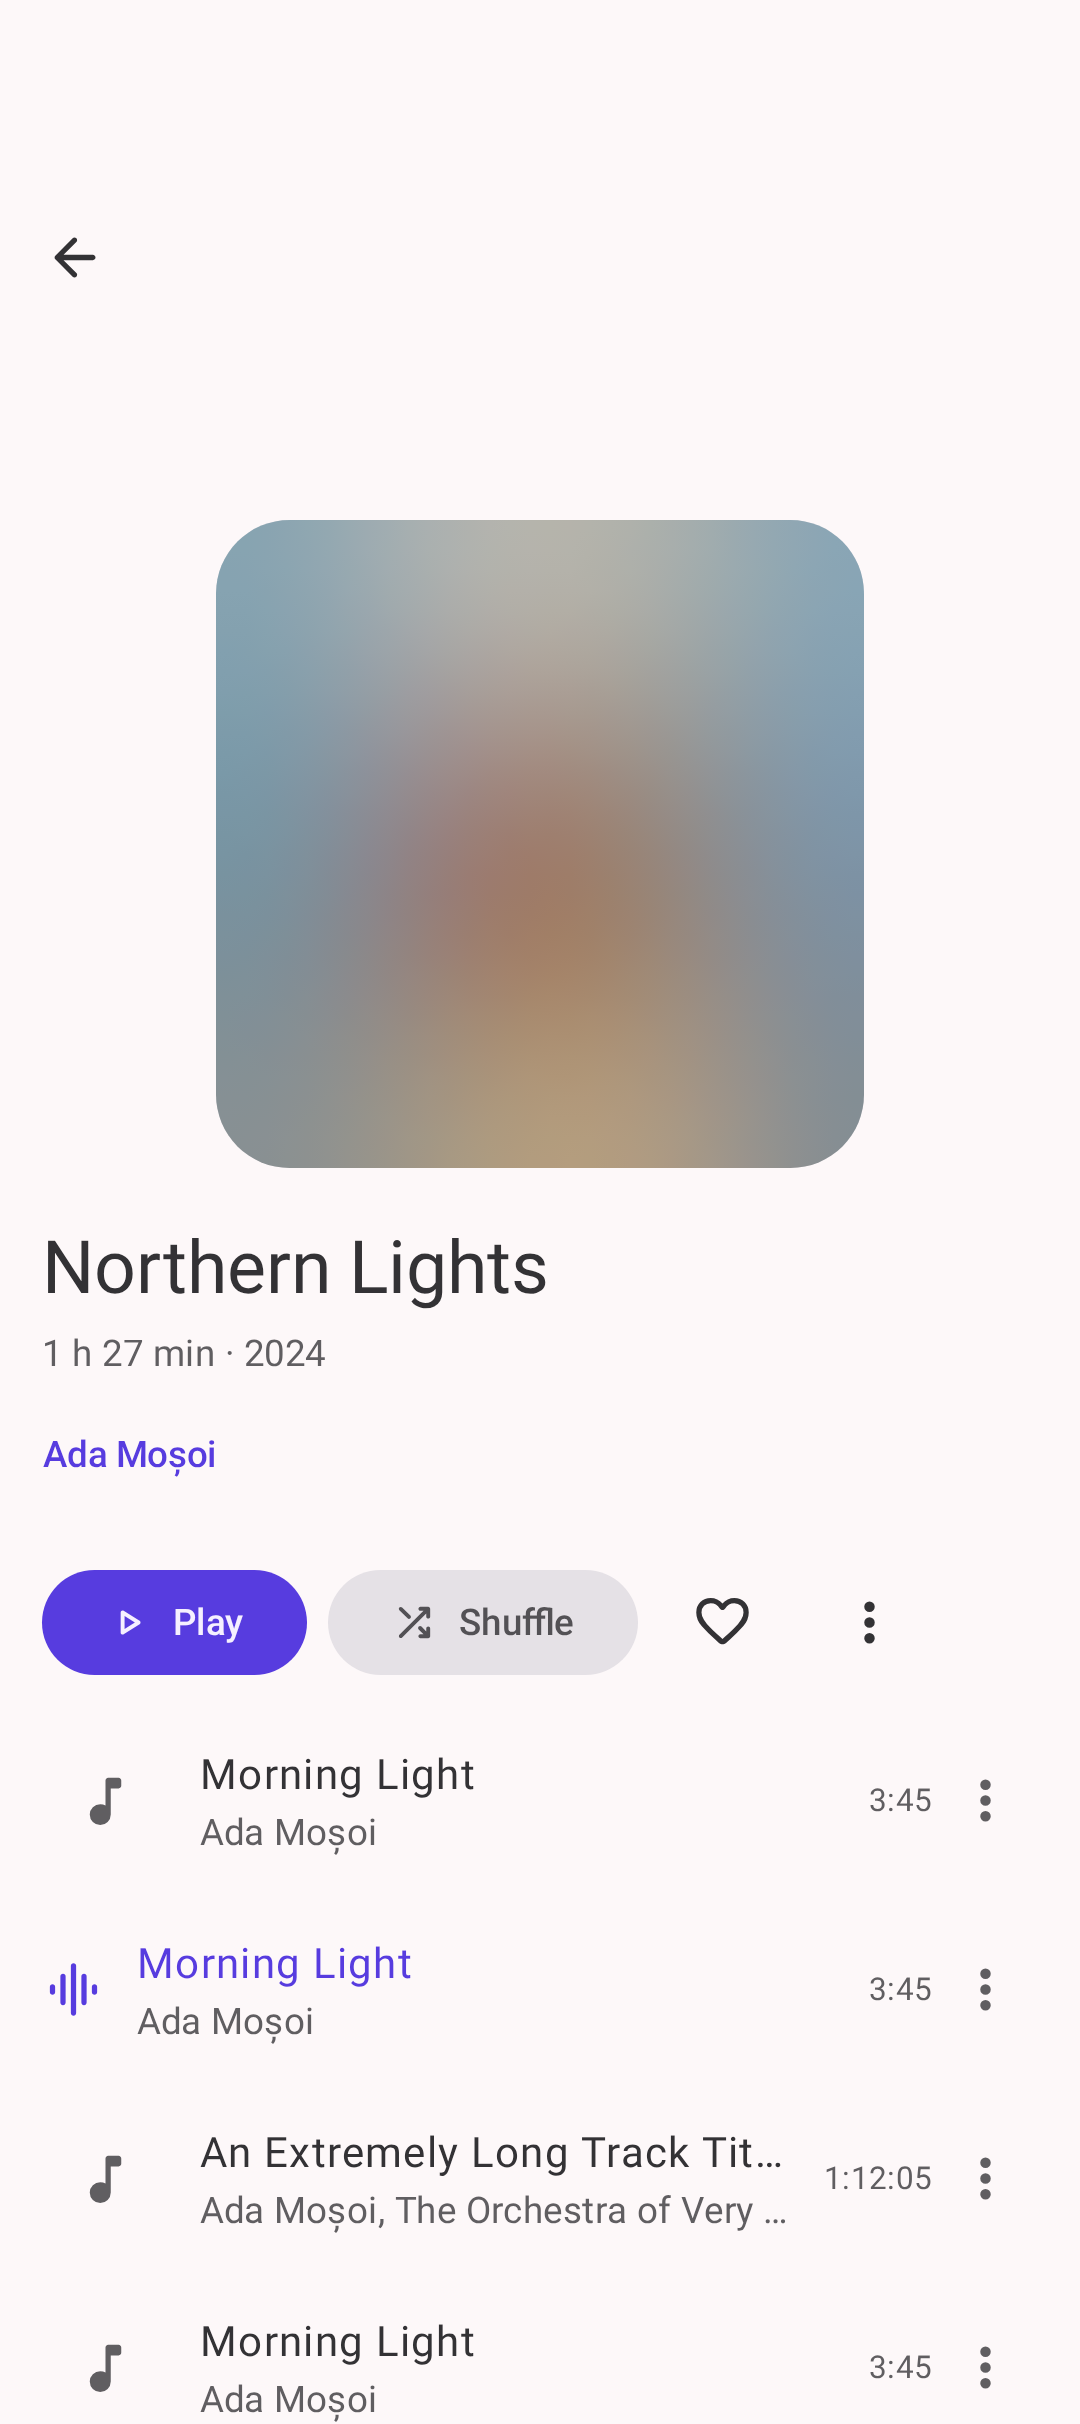 Northern Lights
1 h 27 min · 2024
Ada Moșoi
Play
Shuffle
Morning Light
Ada Moșoi
3:45
Morning Light
Ada Moșoi
3:45
An Extremely Long Track Tit…
Ada Moșoi, The Orchestra of Very …
1:12:05
Morning Light
Ada Moșoi
3:45